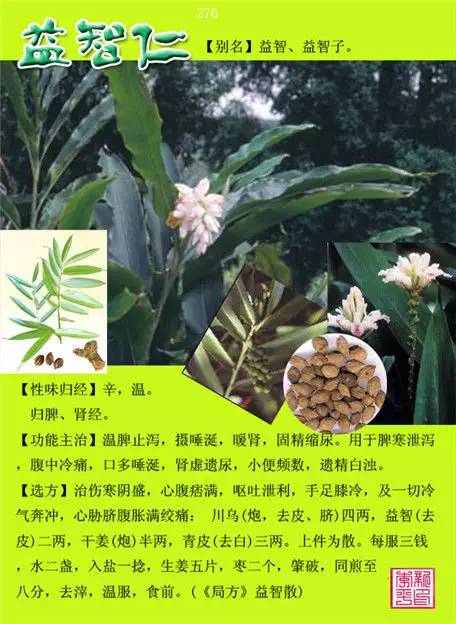 276
益智仁 【别名】益智、益智子。
【性味归经】辛，温。
归脾、肾经。
【功能主治】温脾止泻，摄唾涎，暖肾，固精缩尿。用于脾寒泄泻
，腹中冷痛，口多唾涎，肾虚遗尿，小便频数，遗精白浊。
【选方】治伤寒阴盛，心腹痞满，呕吐泄利，手足膝冷，及一切冷
气奔冲，心胁脐腹胀满绞痛： 川乌(炮，去皮、脐)四两，益智(去
皮)二两，干姜(炮)半两，青皮(去白)三两。上件为散。每服三钱
，水二盏，入盐一捻，生姜五片，枣二个，擘破，同煎至
八分，去滓，温服，食前。(《局方》益智散)